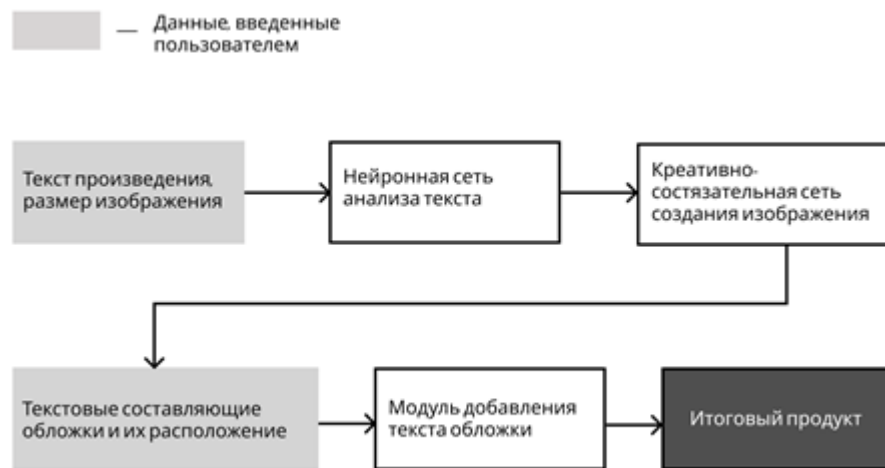 — Данные, введенные
пользователем
Текст произведения,
размер изображения
Нейронная сеть
анализа текста
Креативно-
состязательная сеть
создания изображения
Текстовые составляющие
обложки и их расположение
Модуль добавления
текста обложки
Итоговый продукт